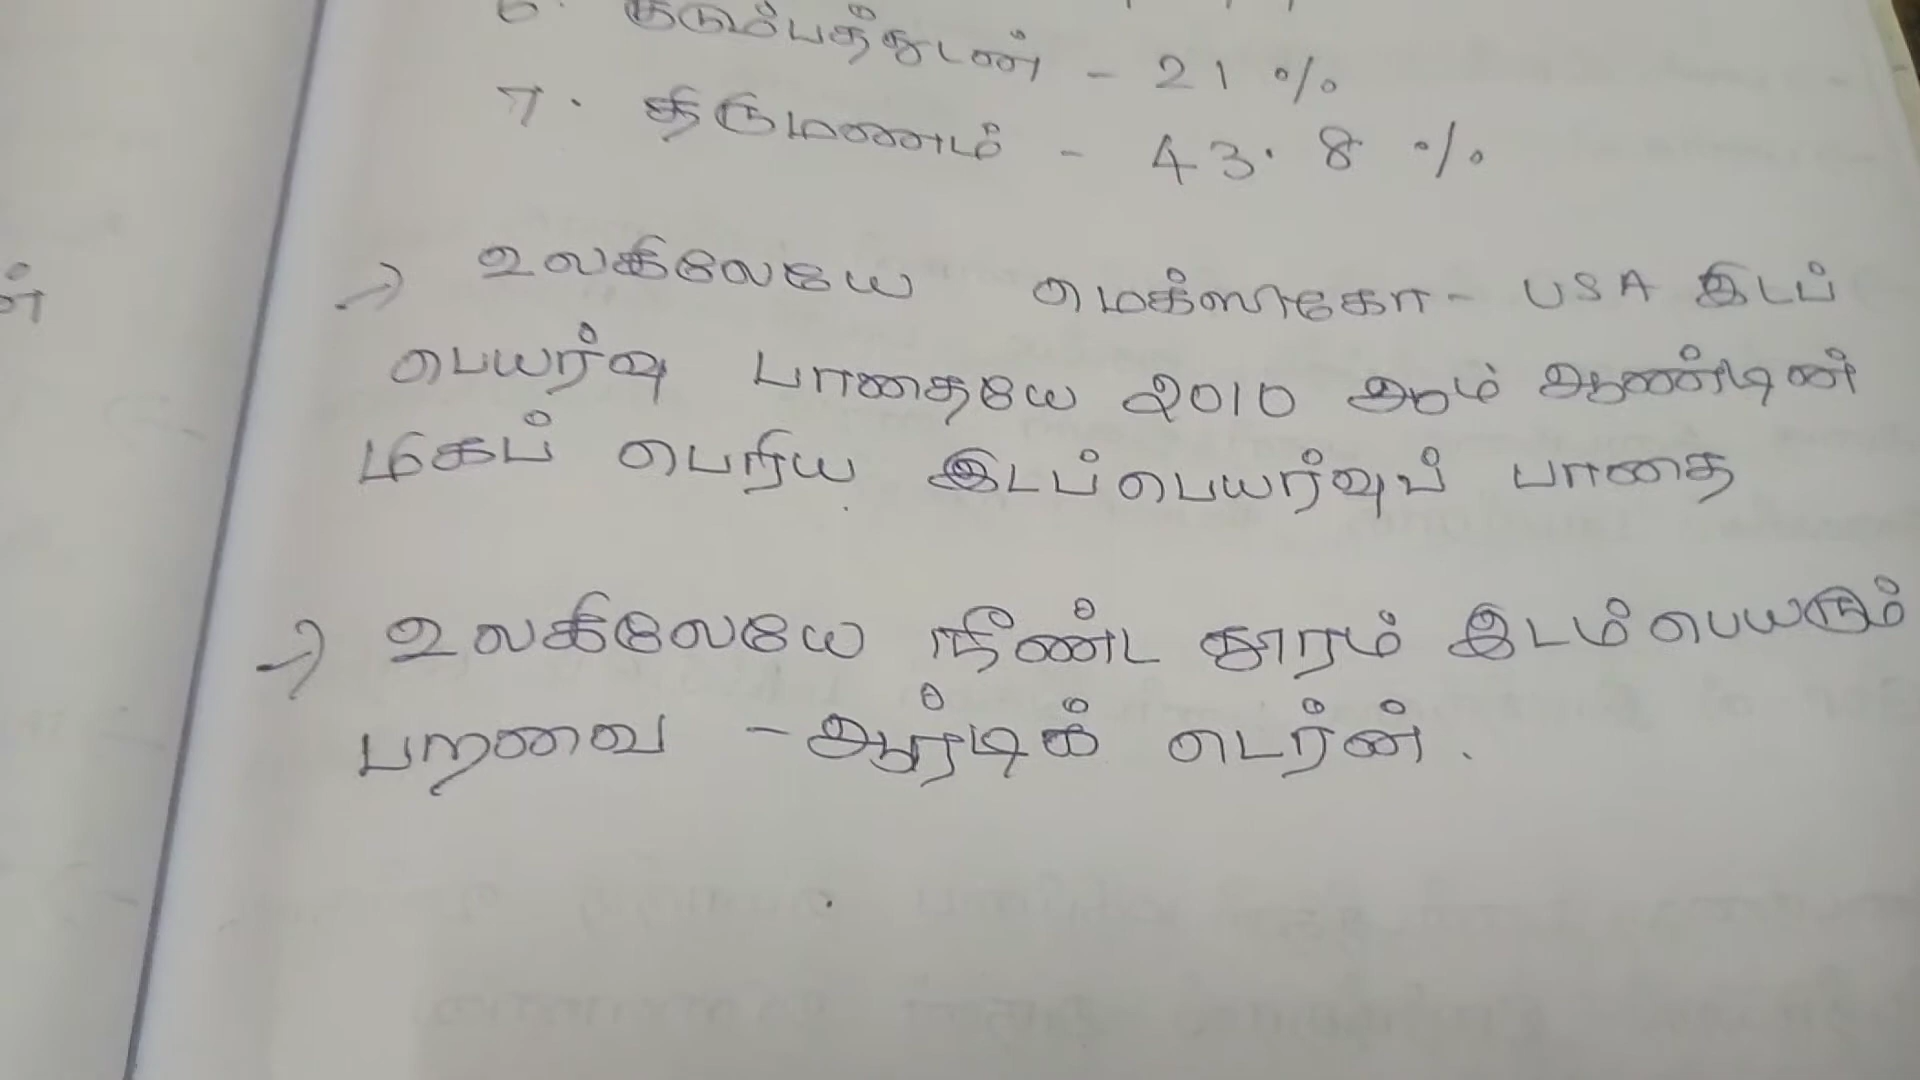 6. குடும்பத்துடன் - 21 %
7. திருமணம் - 43.8 %
ன்
→ உலகிலேயே மெக்ஸிகோ - USA இடப்
பெயர்வு பாதையே 2010 ஆம் ஆண்டின்
மிகப் பெரிய இடப்பெயர்வுப் பாதை
→ உலகிலேயே நீண்ட தூரம் இடம்பெயரும்
பறவை - ஆர்டிக் டெர்ன்.